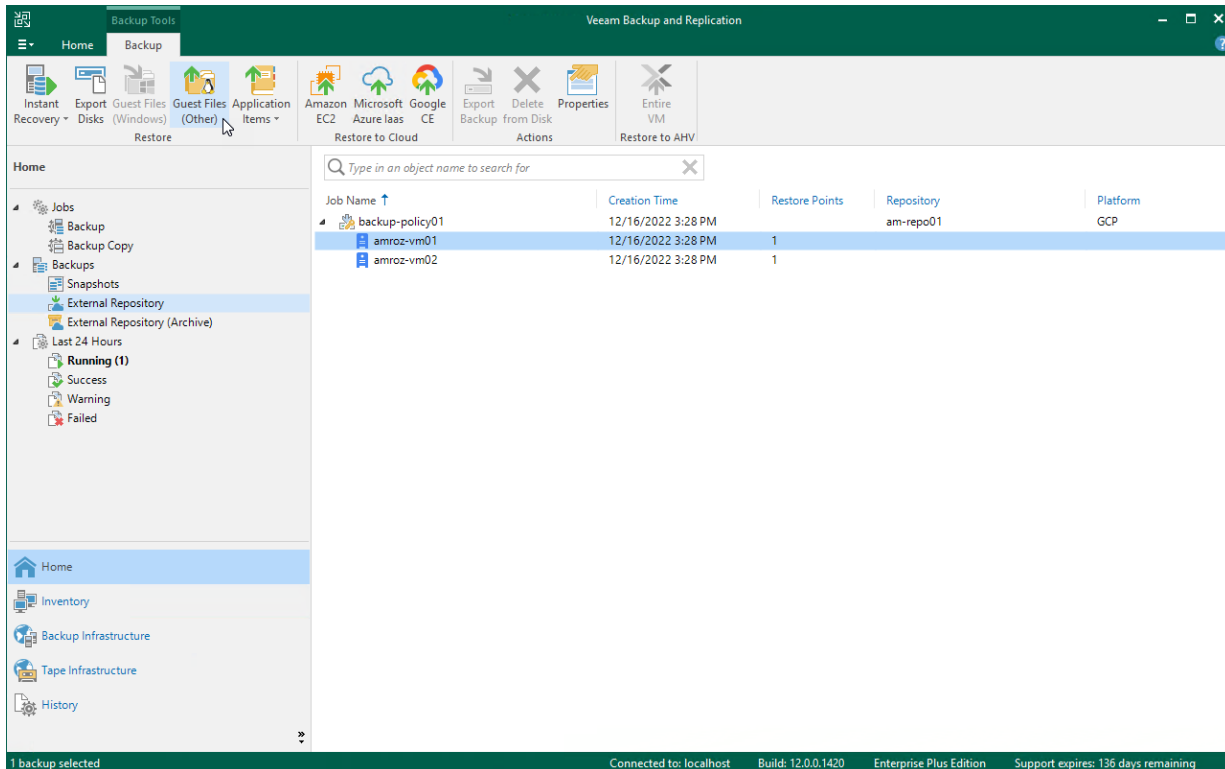 Backup Tools
Veeam Backup and Replication
Home Backup
Instant Recovery
Export Disks
Guest Files (Windows)
Guest Files (Other)
Application Items
Restore
Amazon EC2
Microsoft Azure Iaas
Google CE
Restore to Cloud
Export Backup
Delete from Disk
Properties
Actions
Entire VM
Restore to AHV
Home
Jobs
Backup
Backup Copy
Backups
Snapshots
External Repository
External Repository (Archive)
Last 24 Hours
Running (1)
Success
Warning
Failed
Home
Inventory
Backup Infrastructure
Tape Infrastructure
History
Type in an object name to search for
Job Name Creation Time Restore Points Repository Platform
backup-policy01 12/16/2022 3:28 PM am-repo01 GCP
amroz-vm01 12/16/2022 3:28 PM 1
amroz-vm02 12/16/2022 3:28 PM 1
1 backup selected Connected to: localhost Build: 12.0.0.1420 Enterprise Plus Edition Support expires: 136 days remaining